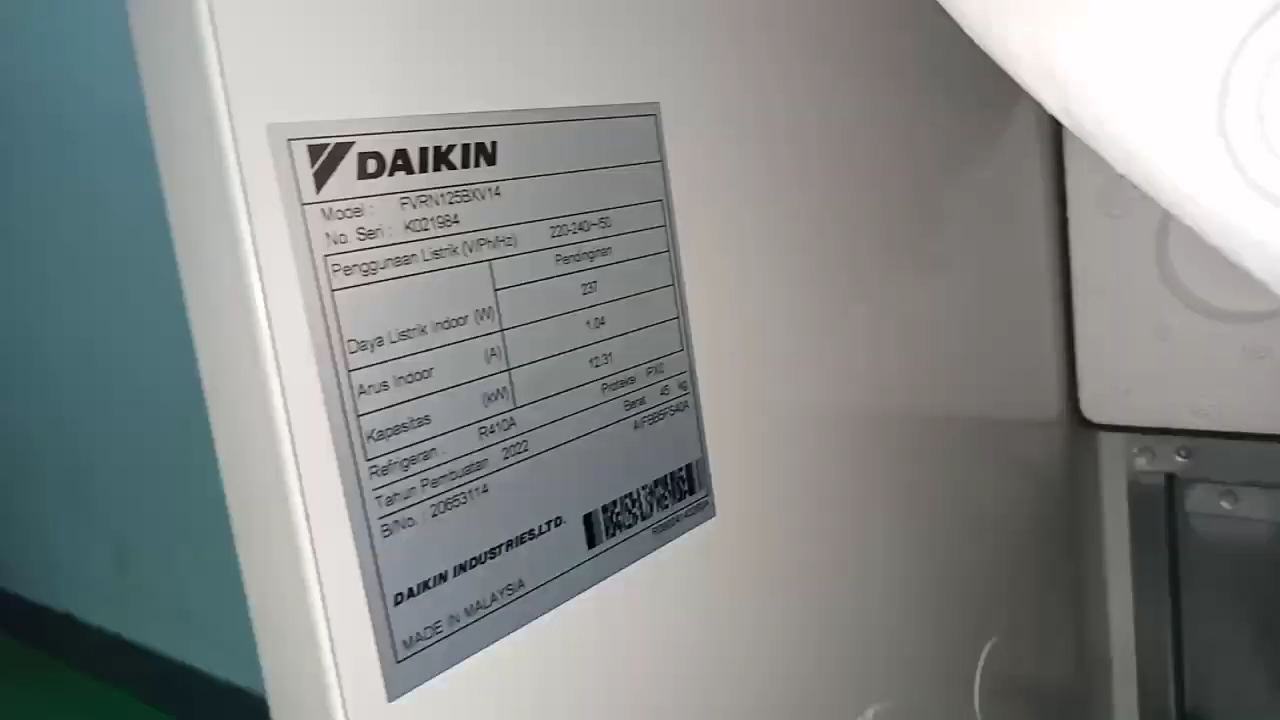 DAIKIN
Model : FVRN125BXV14
No. Seri : K021984
Penggunaan Listrik (V/Ph/Hz) 220-240/~/50
Pendinginan
Daya Listrik Indoor (W) 237
Arus Indoor (A) 1.04
Kapasitas (kW) 12.31
Refrigeran : R410A Proteksi IPX0
Tahun Pembuatan 2022 Berat 45 kg
B/No. : 20653114 AIFBB5FS40A
DAIKIN INDUSTRIES,LTD.
MADE IN MALAYSIA